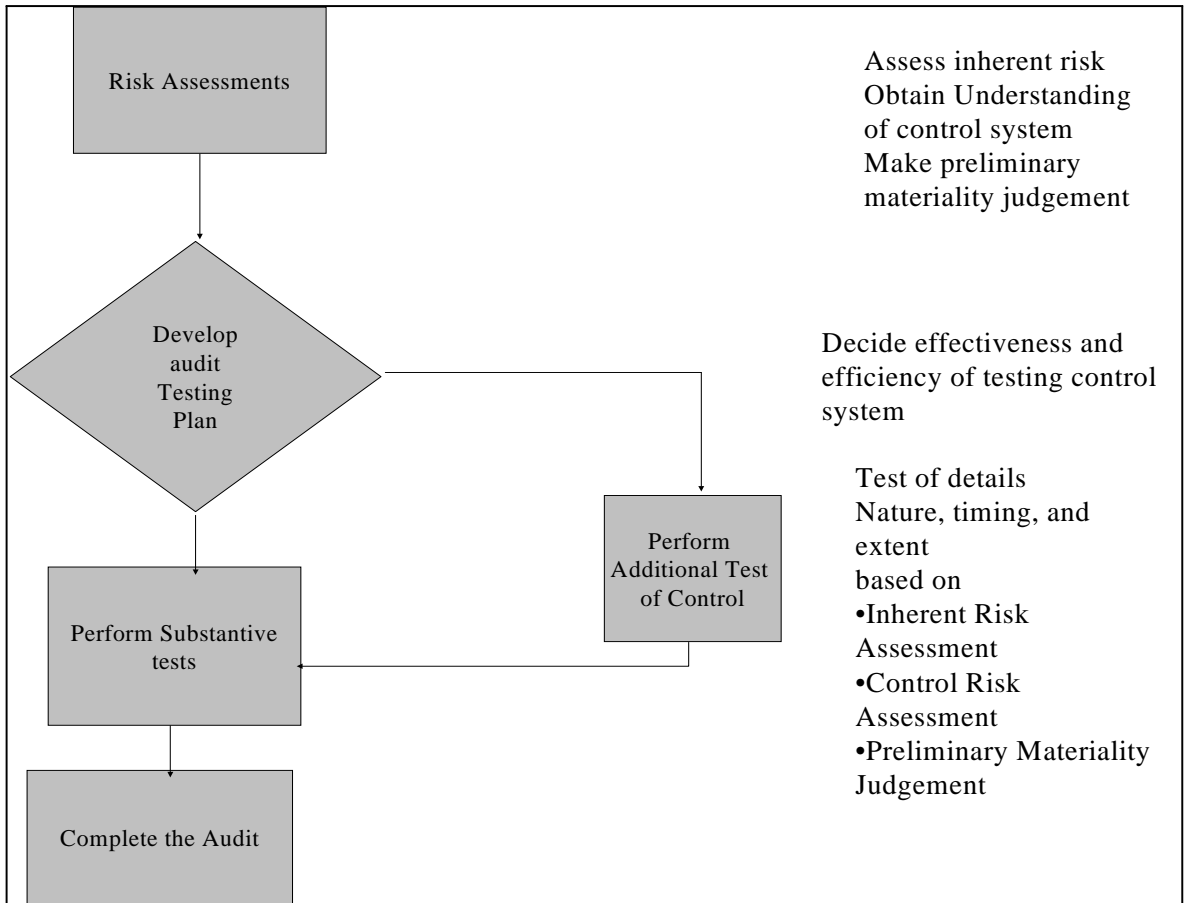 Risk Assessments
Assess inherent risk
Obtain Understanding
of control system
Make preliminary
materiality judgement
Develop
audit
Testing
Plan
Decide effectiveness and
efficiency of testing control
system
Perform
Additional Test
of Control
Test of details
Nature, timing, and
extent
based on
•Inherent Risk
Assessment
•Control Risk
Assessment
•Preliminary Materiality
Judgement
Perform Substantive
tests
Complete the Audit